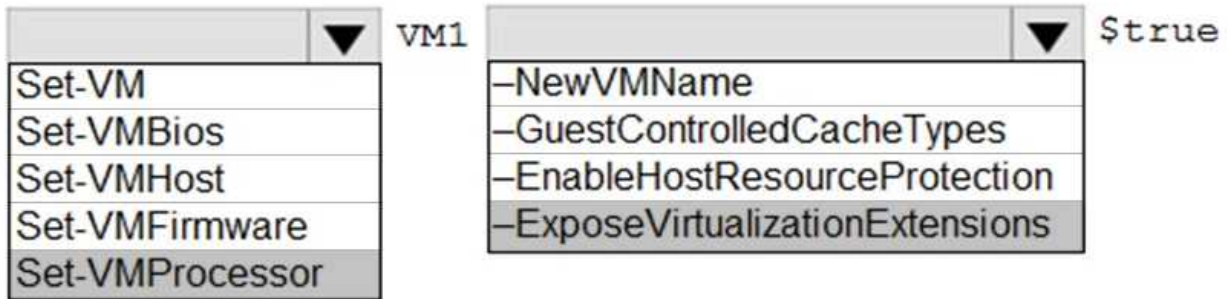 VM1 $true
Set-VM
Set-VMBios
Set-VMHost
Set-VMFirmware
Set-VMProcessor
–NewVMName
–GuestControlledCacheTypes
–EnableHostResourceProtection
–ExposeVirtualizationExtensions